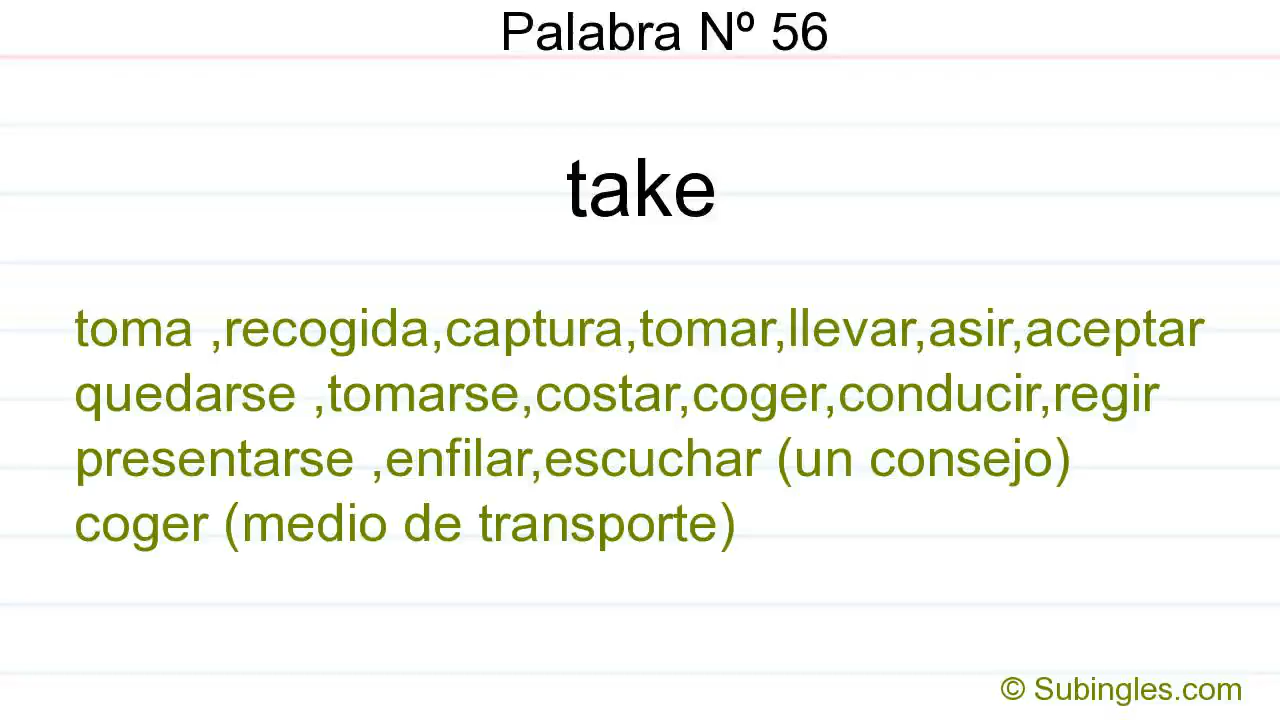 Palabra Nº 56
take
toma ,recogida,captura,tomar,llevar,asir,aceptar
quedarse ,tomarse,costar,coger,conducir,regir
presentarse ,enfilar,escuchar (un consejo)
coger (medio de transporte)
© Subingles.com